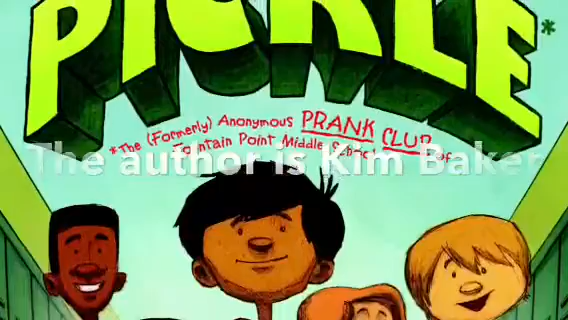 PICKLE*
*The (Formerly) Anonymous PRANK CLUB
of Fountain Point Middle School
The author is Kim Baker